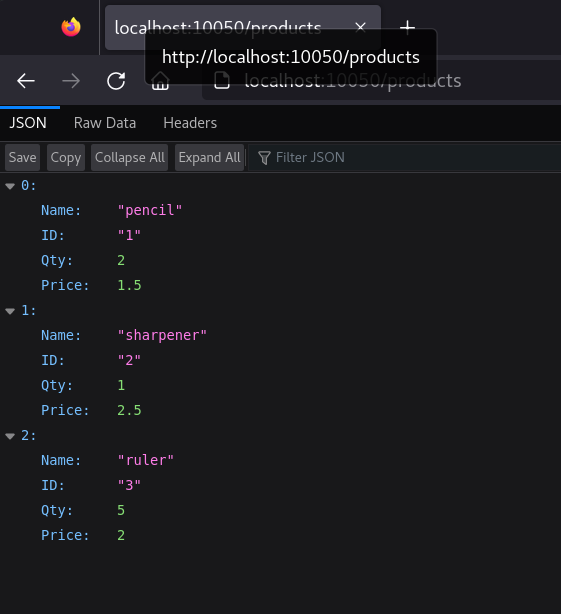 localhost:10050/products
http://localhost:10050/products
localhost:10050/products
JSON Raw Data Headers
Save Copy Collapse All Expand All Filter JSON
0:
Name: "pencil"
ID: "1"
Qty: 2
Price: 1.5
1:
Name: "sharpener"
ID: "2"
Qty: 1
Price: 2.5
2:
Name: "ruler"
ID: "3"
Qty: 5
Price: 2